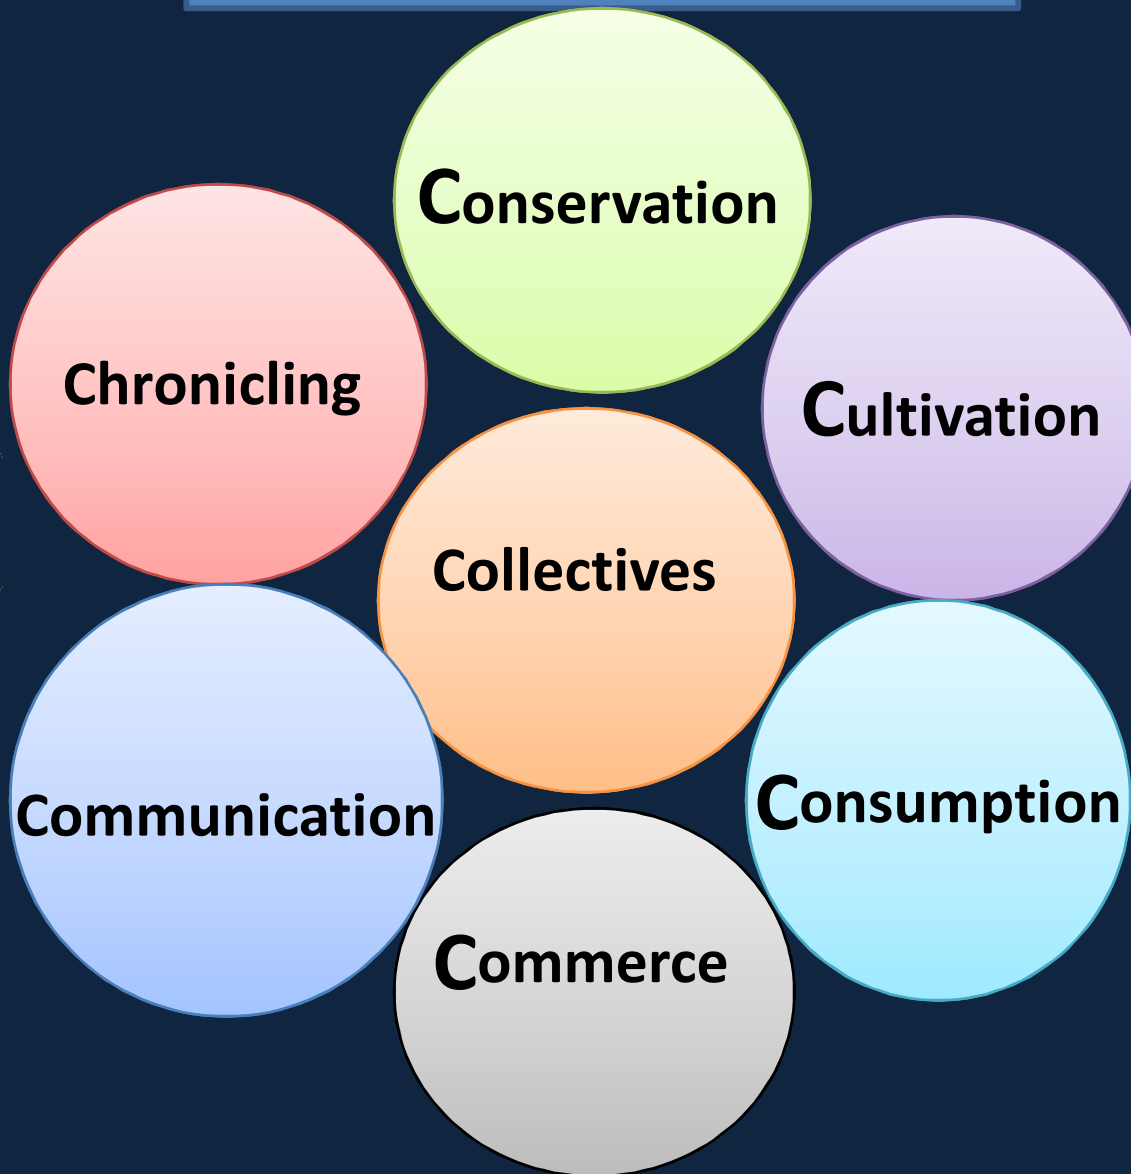 Conservation
Chronicling
Cultivation
Collectives
Communication
Consumption
Commerce